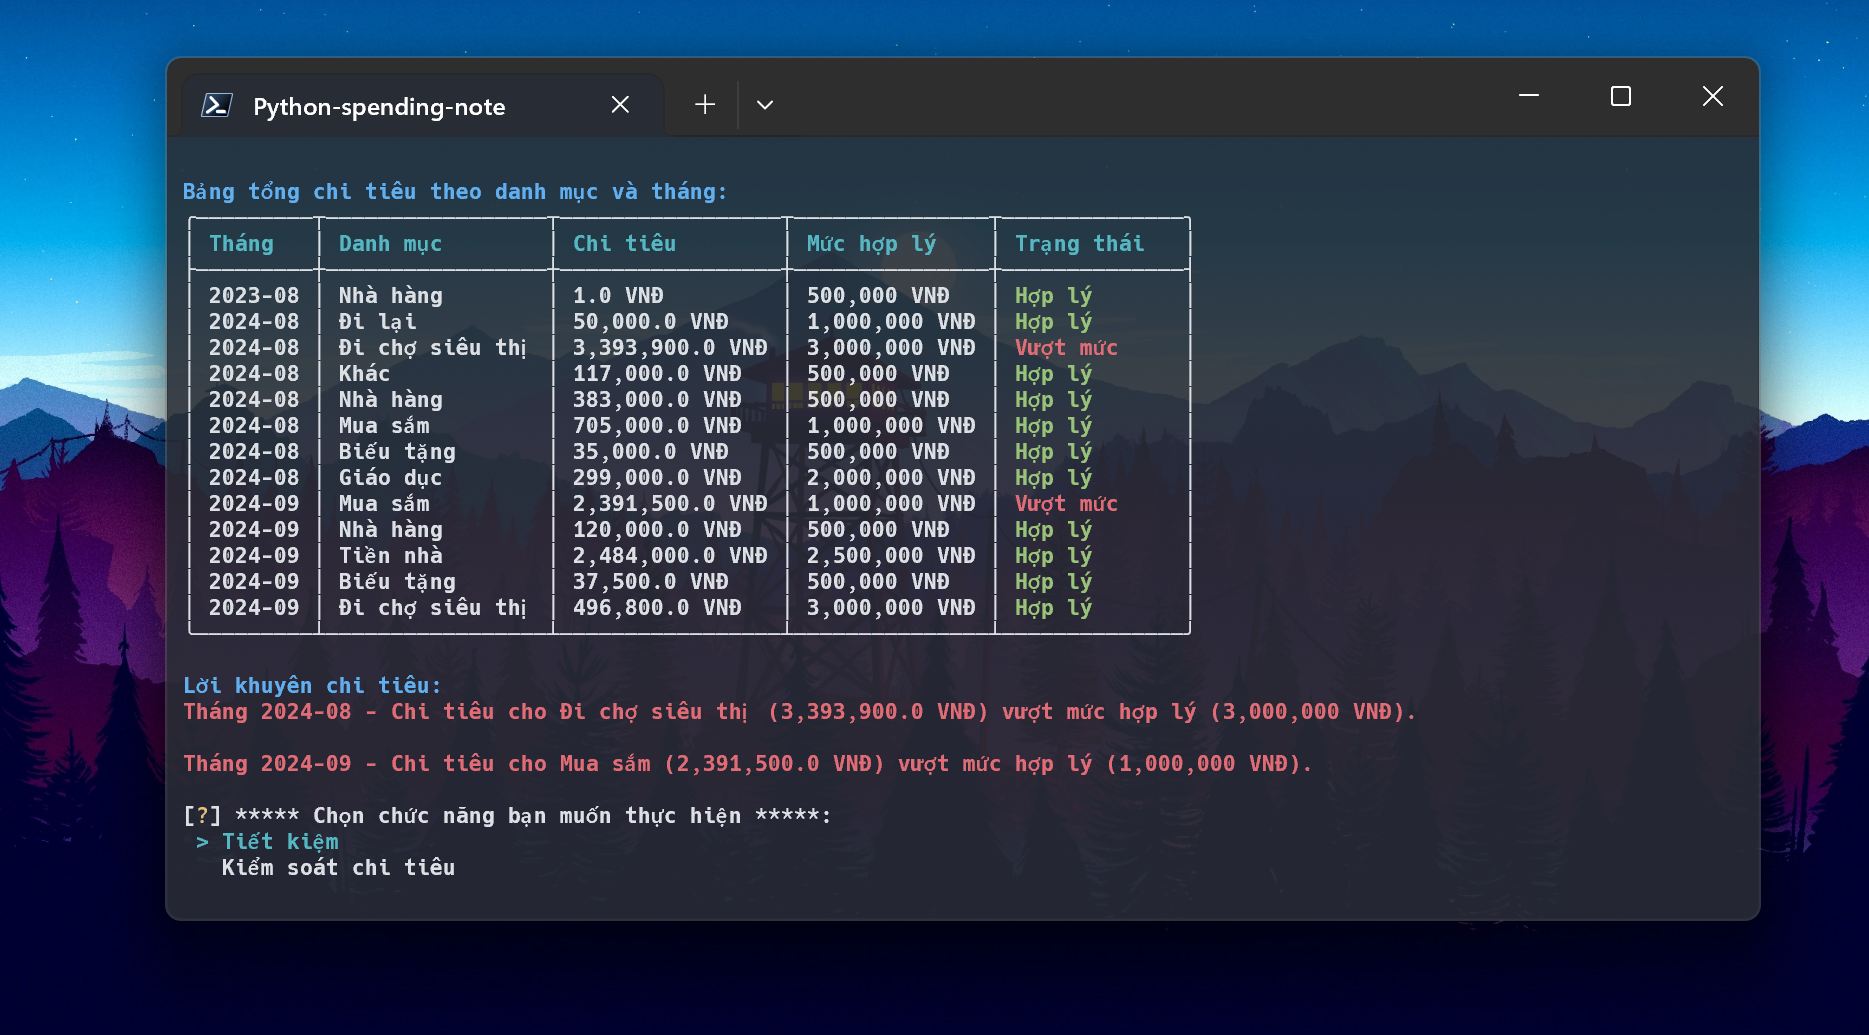 Python-spending-note
Bảng tổng chi tiêu theo danh mục và tháng:
Tháng Danh mục Chi tiêu Mức hợp lý Trạng thái
2023-08 Nhà hàng 1.0 VNĐ 500,000 VNĐ Hợp lý
2024-08 Đi lại 50,000.0 VNĐ 1,000,000 VNĐ Hợp lý
2024-08 Đi chợ siêu thị 3,393,900.0 VNĐ 3,000,000 VNĐ Vượt mức
2024-08 Khác 117,000.0 VNĐ 500,000 VNĐ Hợp lý
2024-08 Nhà hàng 383,000.0 VNĐ 500,000 VNĐ Hợp lý
2024-08 Mua sắm 705,000.0 VNĐ 1,000,000 VNĐ Hợp lý
2024-08 Biếu tặng 35,000.0 VNĐ 500,000 VNĐ Hợp lý
2024-08 Giáo dục 299,000.0 VNĐ 2,000,000 VNĐ Hợp lý
2024-09 Mua sắm 2,391,500.0 VNĐ 1,000,000 VNĐ Vượt mức
2024-09 Nhà hàng 120,000.0 VNĐ 500,000 VNĐ Hợp lý
2024-09 Tiền nhà 2,484,000.0 VNĐ 2,500,000 VNĐ Hợp lý
2024-09 Biếu tặng 37,500.0 VNĐ 500,000 VNĐ Hợp lý
2024-09 Đi chợ siêu thị 496,800.0 VNĐ 3,000,000 VNĐ Hợp lý
Lời khuyên chi tiêu:
Tháng 2024-08 - Chi tiêu cho Đi chợ siêu thị (3,393,900.0 VNĐ) vượt mức hợp lý (3,000,000 VNĐ).
Tháng 2024-09 - Chi tiêu cho Mua sắm (2,391,500.0 VNĐ) vượt mức hợp lý (1,000,000 VNĐ).
[?] ***** Chọn chức năng bạn muốn thực hiện *****:
> Tiết kiệm
Kiểm soát chi tiêu